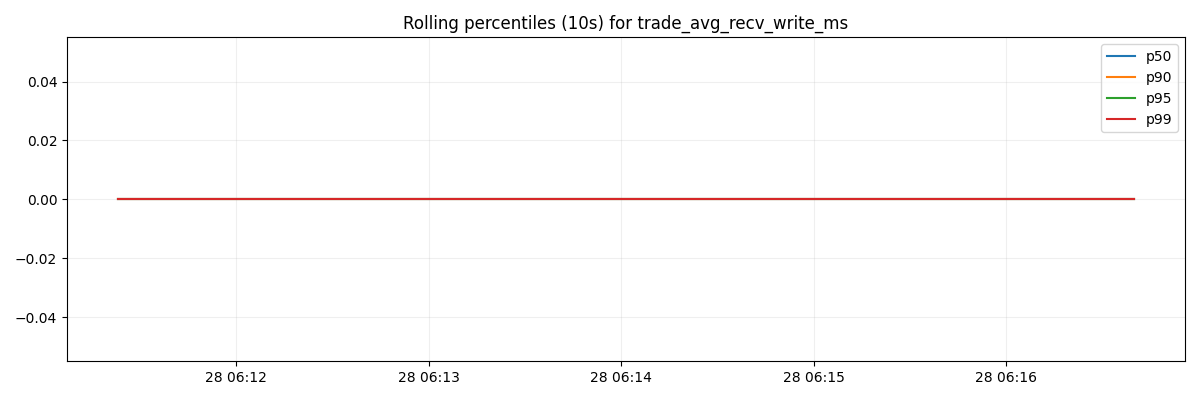 Rolling percentiles (10s) for trade_avg_recv_write_ms
p50
p90
p95
p99
0.04
0.02
0.00
−0.02
−0.04
28 06:12
28 06:13
28 06:14
28 06:15
28 06:16